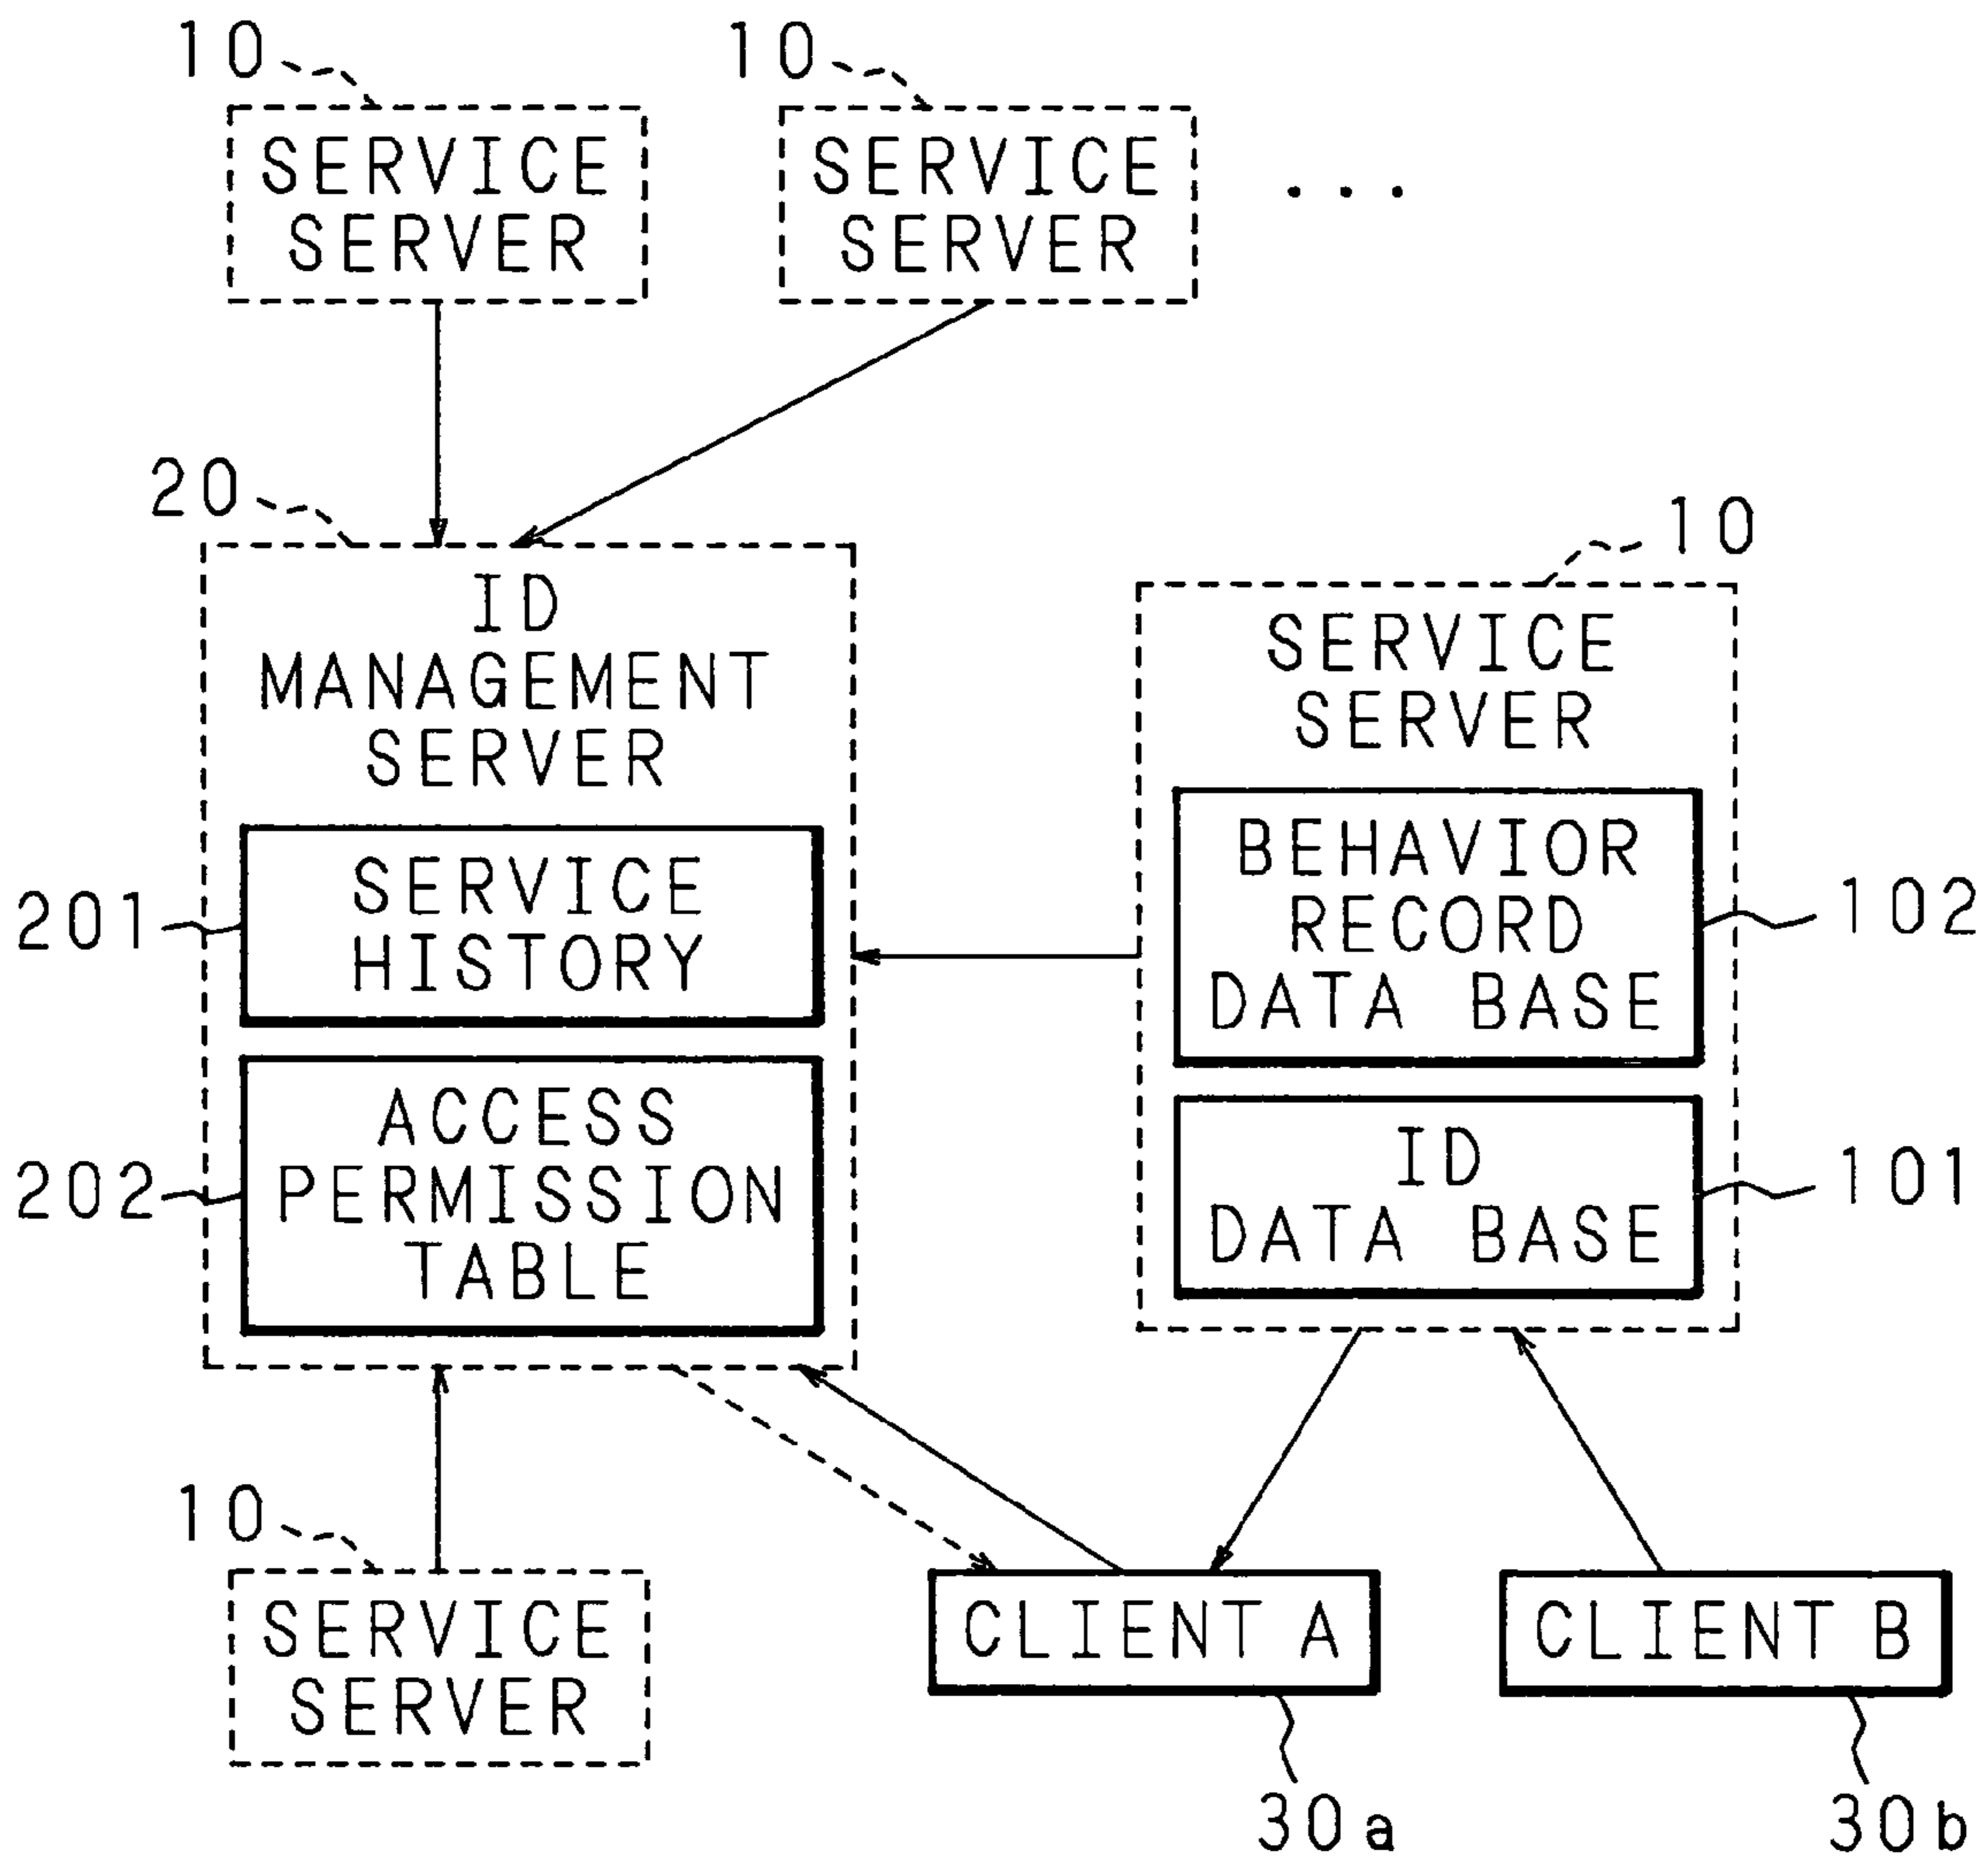 10
10
SERVICE
SERVER
SERVICE
SERVER
...
20
10
ID
MANAGEMENT
SERVER
SERVICE
SERVER
201
SERVICE
HISTORY
BEHAVIOR
RECORD
DATA BASE
102
202
ACCESS
PERMISSION
TABLE
ID
DATA BASE
101
10
SERVICE
SERVER
CLIENT A
CLIENT B
30a
30b